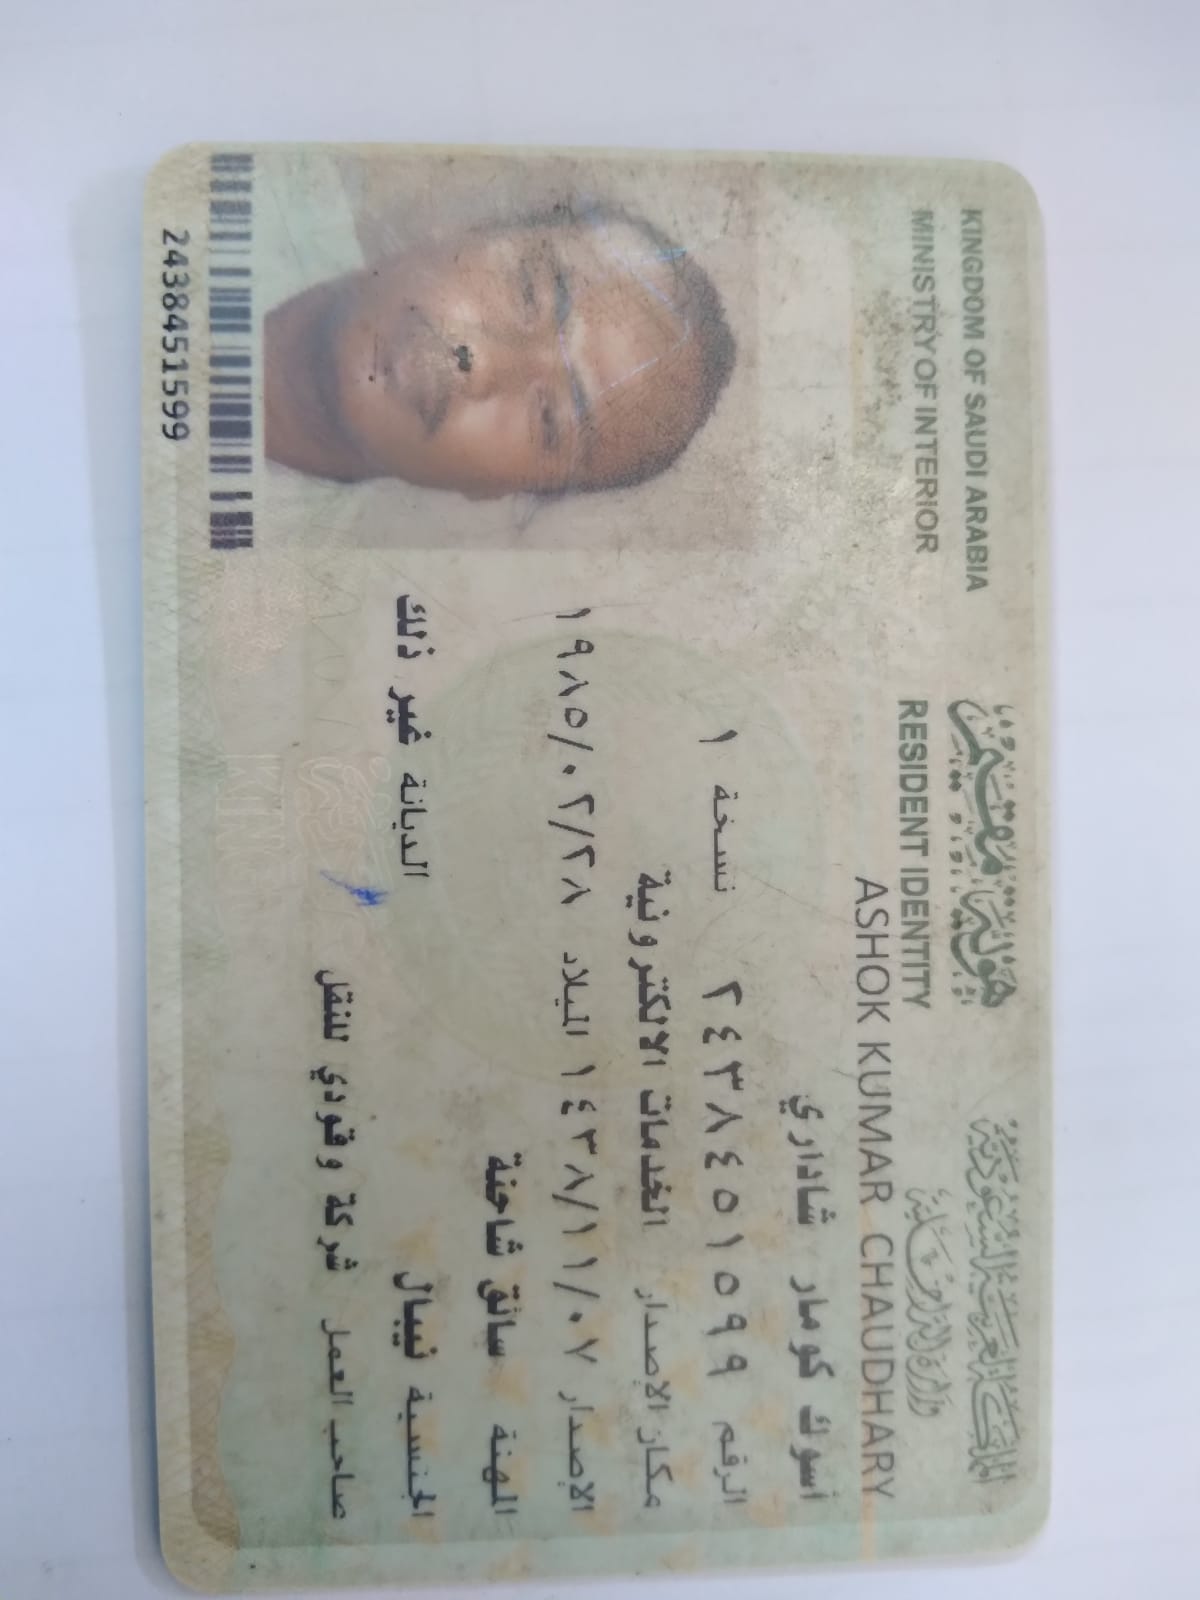 KINGDOM OF SAUDI ARABIA
MINISTRY OF INTERIOR
هوية مقيم
RESIDENT IDENTITY
المملكة العربية السعودية
وزارة الداخلية
ASHOK KUMAR CHAUDHARY
أسوك كومار شاداري
الرقم ٢٤٣٨٤٥١٥٩٩ نسخة ١
مكان الإصدار الخدمات الالكترونية
الإصدار ١٤٣٨/١١/٠٧ الميلاد ١٩٨٥/٠٢/٢٨
المهنة سائق شاحنة
الجنسية نيبال الديانة غير ذلك
صاحب العمل شركة وقودي للنقل
KING
2438451599